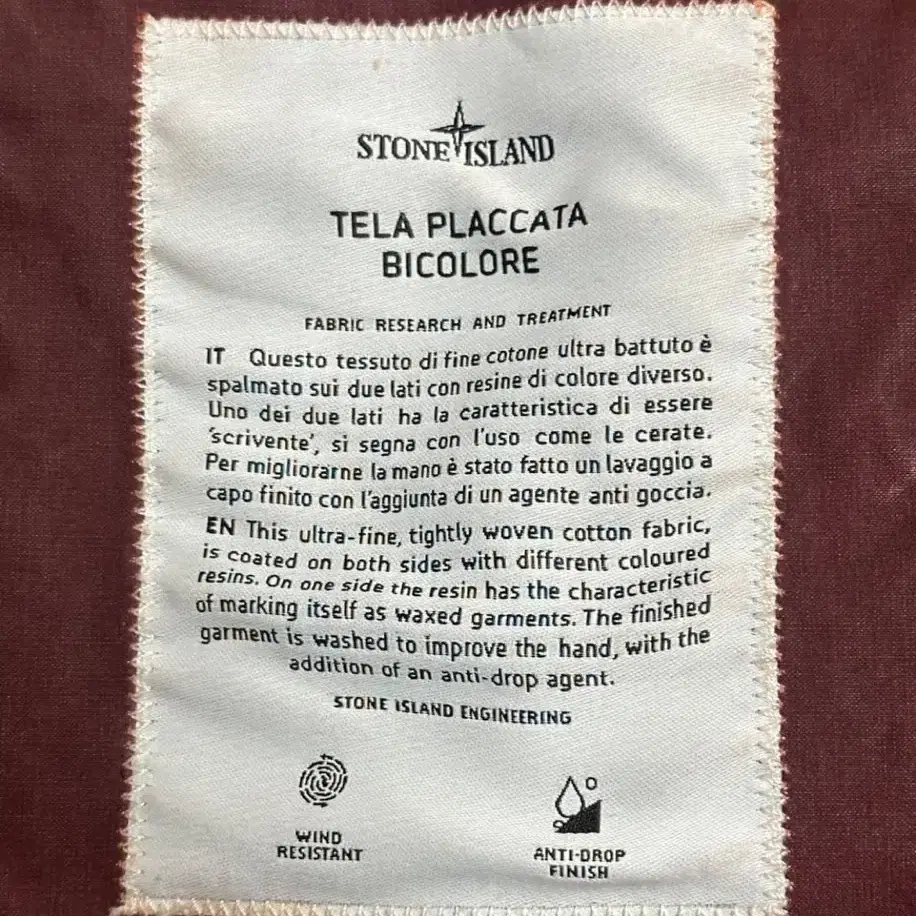 STONE ISLAND
TELA PLACCATA
BICOLORE
FABRIC RESEARCH AND TREATMENT
IT Questo tessuto di fine cotone ultra battuto è
spalmato sui due lati con resine di colore diverso.
Uno dei due lati ha la caratteristica di essere
'scrivente', si segna con l'uso come le cerate.
Per migliorarne la mano è stato fatto un lavaggio a
capo finito con l'aggiunta di un agente anti goccia.
EN This ultra-fine, tightly woven cotton fabric,
is coated on both sides with different coloured
resins. On one side the resin has the characteristic
of marking itself as waxed garments. The finished
garment is washed to improve the hand, with the
addition of an anti-drop agent.
STONE ISLAND ENGINEERING
WIND
RESISTANT
ANTI-DROP
FINISH